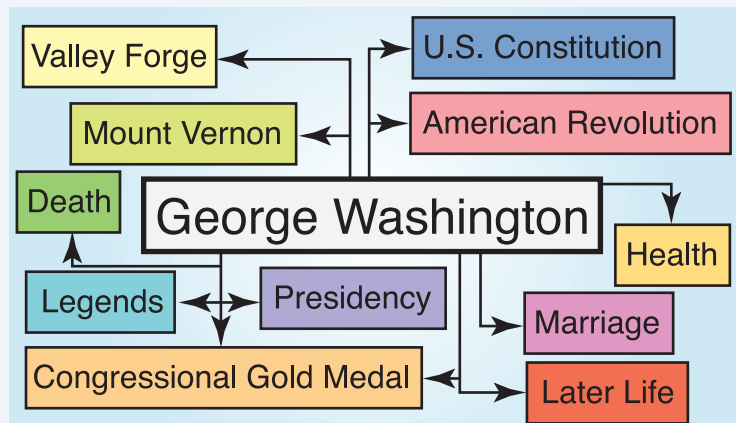 Valley Forge
U.S. Constitution
Mount Vernon
American Revolution
Death
George Washington
Health
Legends
Presidency
Marriage
Congressional Gold Medal
Later Life